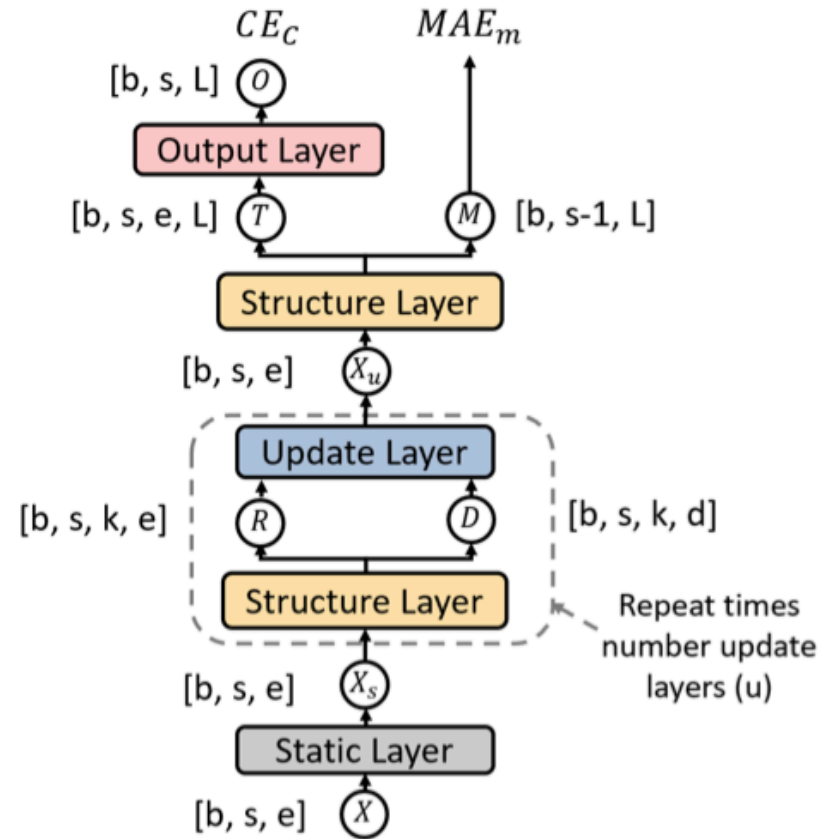 CE_C MAE_m
[b, s, L] O
Output Layer
[b, s, e, L] T M [b, s-1, L]
Structure Layer
[b, s, e] X_u
Update Layer
[b, s, k, e] R D [b, s, k, d]
Structure Layer
Repeat times
number update
layers (u)
[b, s, e] X_s
Static Layer
[b, s, e] X